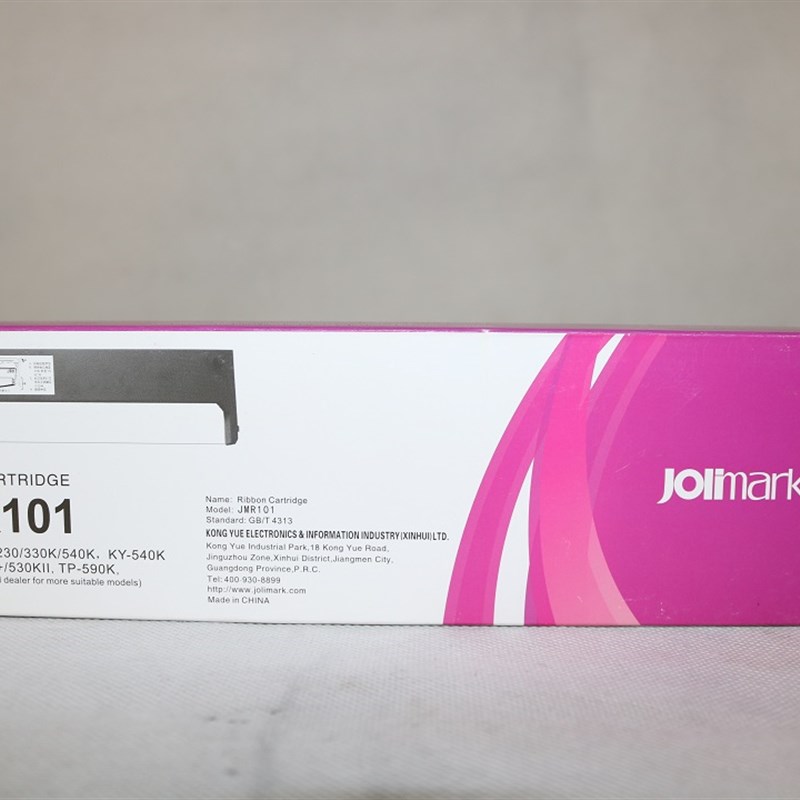 RTRIDGE
101
230/330K/540K, KY-540K
+/530KII, TP-590K,
dealer for more suitable models)
Name: Ribbon Cartridge
Model: JMR101
Standard: GB/T 4313
KONG YUE ELECTRONICS & INFORMATION INDUSTRY(XINHUI)LTD.
Kong Yue Industrial Park,18 Kong Yue Road,
Jinguzhou Zone,Xinhui District,Jiangmen City,
Guangdong Province,P.R.C.
Tel:400-930-8899
http://www.jolimark.com
Made in CHINA
Jolimark